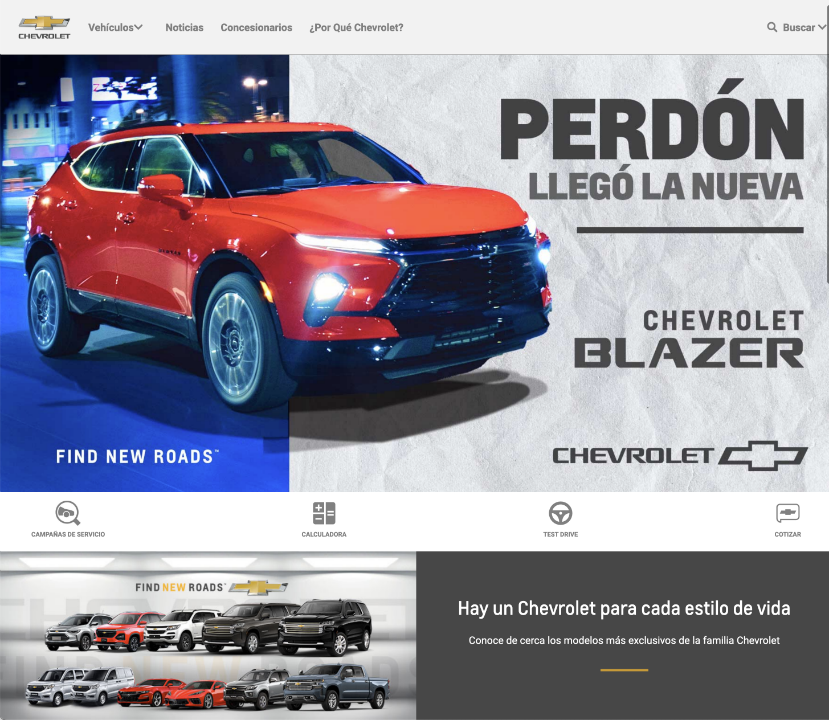 CHEVROLET
Vehículos
Noticias
Concesionarios
¿Por Qué Chevrolet?
Buscar
PERDÓN
LLEGÓ LA NUEVA
CHEVROLET
BLAZER
FIND NEW ROADS™
CHEVROLET
CAMPAÑAS DE SERVICIO
CALCULADORA
TEST DRIVE
COTIZAR
FIND NEW ROADS™
Hay un Chevrolet para cada estilo de vida
Conoce de cerca los modelos más exclusivos de la familia Chevrolet